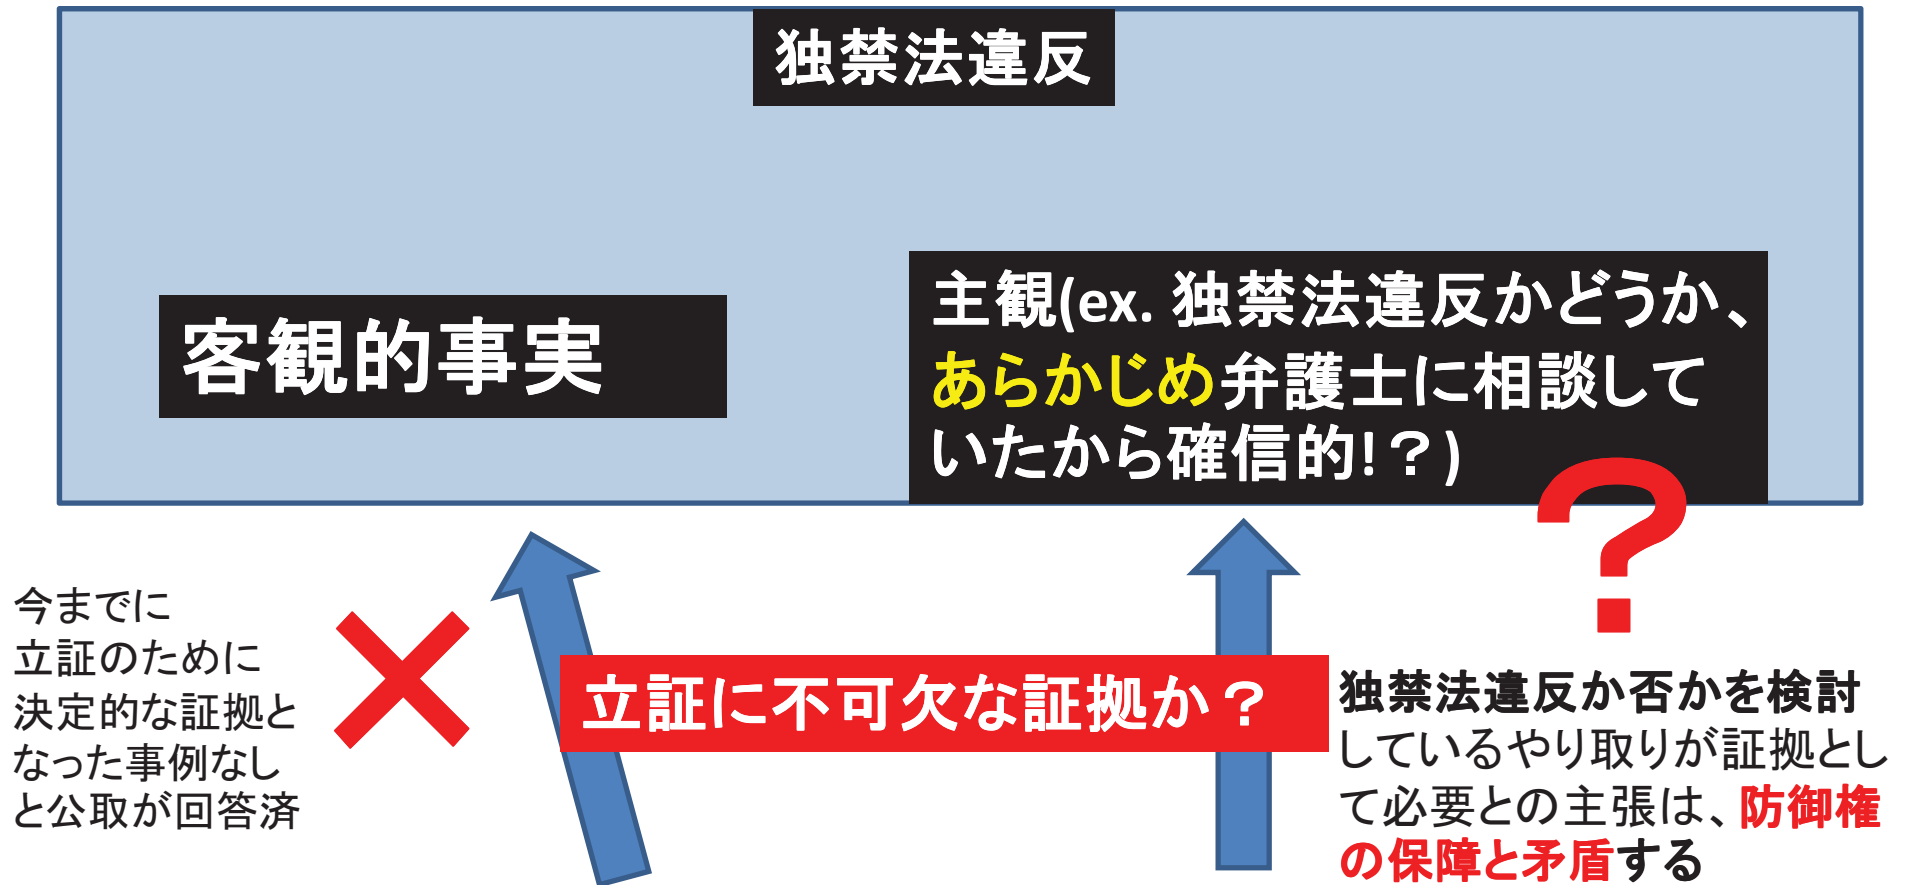 独禁法違反
客観的事実
主観(ex. 独禁法違反かどうか、
あらかじめ弁護士に相談して
いたから確信的!？)
？
今までに
立証のために
決定的な証拠と
なった事例なし
と公取が回答済
×
立証に不可欠な証拠か？
独禁法違反か否かを検討
しているやり取りが証拠とし
て必要との主張は、防御権
の保障と矛盾する